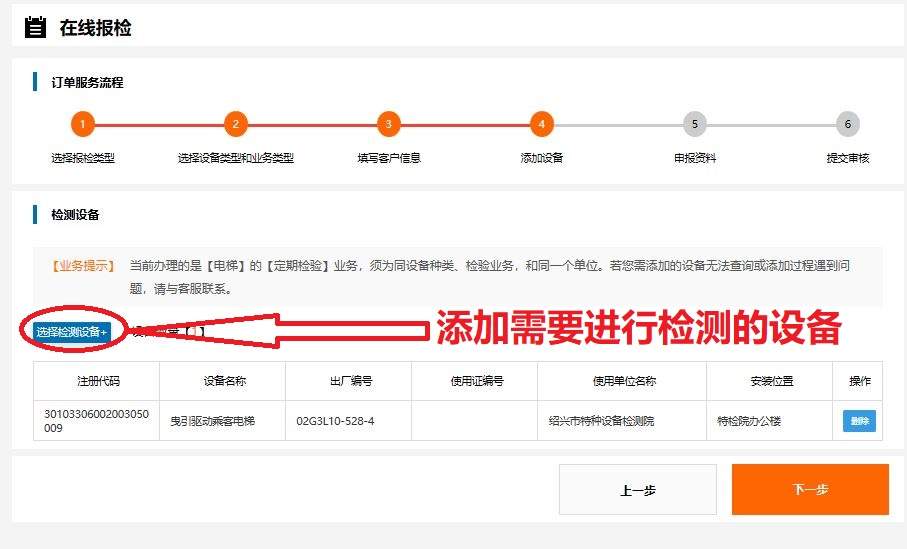 在线报检
订单服务流程
1 2 3 4 5 6
选择报检类型 选择设备类型和业务类型 填写客户信息 添加设备 申报资料 提交审核
检测设备
【业务提示】 当前办理的是【电梯】的【定期检验】业务，须为同设备种类、检验业务，和同一个单位。若您需添加的设备无法查询或添加过程遇到问
题，请与客服联系。
选择检测设备+ 添加需要进行检测的设备
注册代码 设备名称 出厂编号 使用证编号 使用单位名称 安装位置 操作
30103306002003050
009
曳引驱动乘客电梯 02G3L10-528-4 绍兴市特种设备检测院 特检院办公楼 删除
上一步 下一步